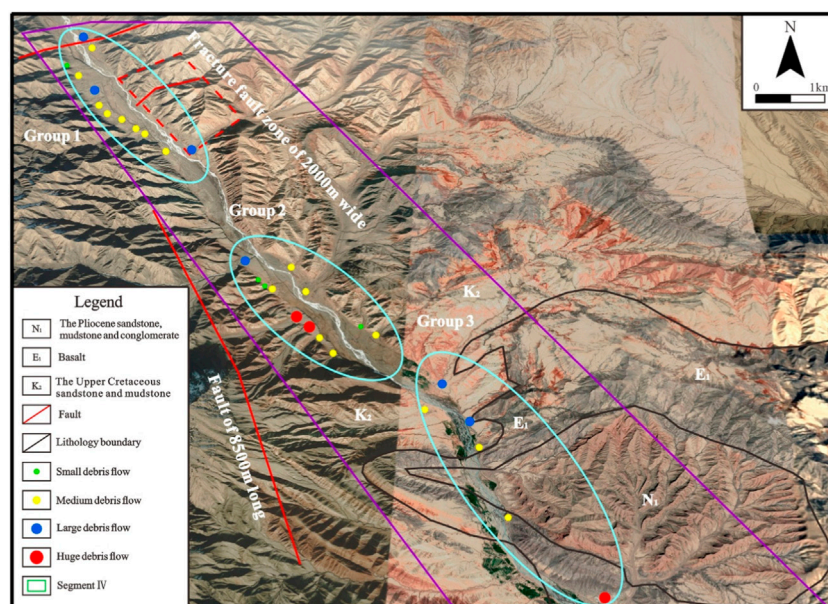 N
0 1km
Fracture fault zone of 2000m wide
Group 1
Group 2
Group 3
K₂
E₁
K₂
E₁
N₁
Fault of 8500m long
Legend
N₁ The Pliocene sandstone,
mudstone and conglomerate
E₁ Basalt
K₂ The Upper Cretaceous
sandstone and mudstone
Fault
Lithology boundary
Small debris flow
Medium debris flow
Large debris flow
Huge debris flow
Segment IV